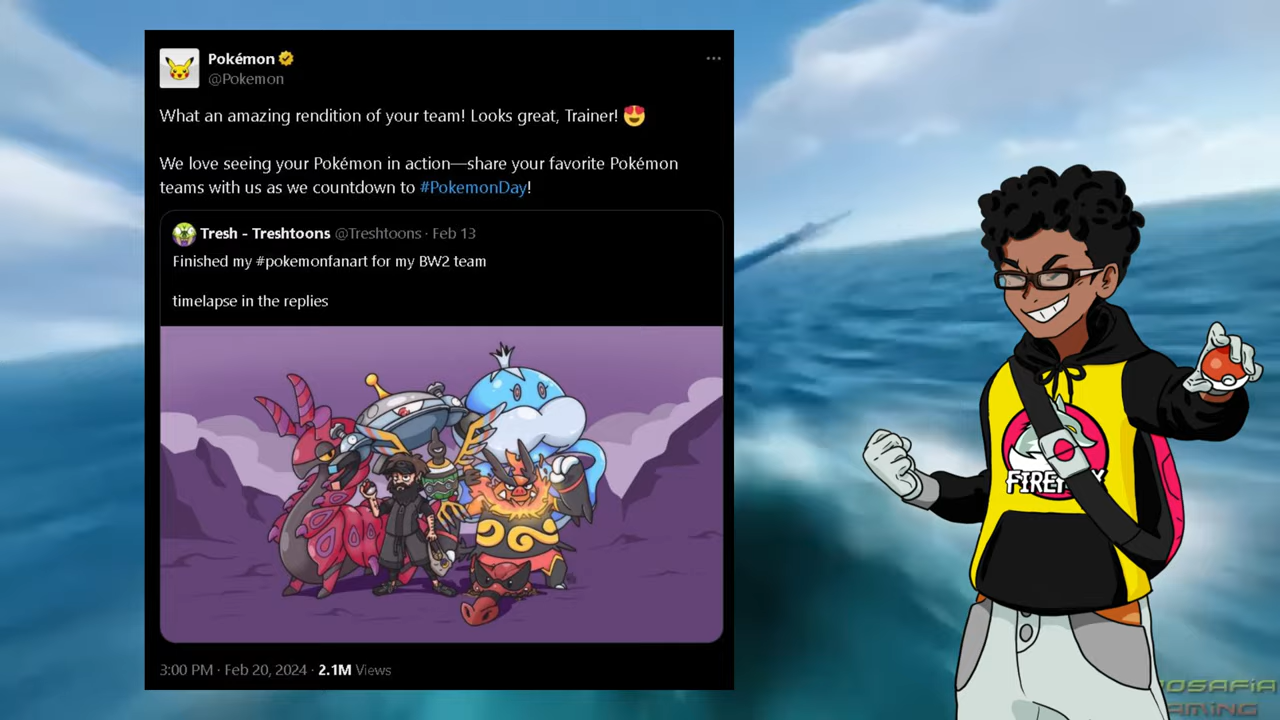 Pokémon
@Pokemon
What an amazing rendition of your team! Looks great, Trainer! 😍
We love seeing your Pokémon in action—share your favorite Pokémon
teams with us as we countdown to #PokemonDay!
Tresh - Treshtoons @Treshtoons · Feb 13
Finished my #pokemonfanart for my BW2 team
timelapse in the replies
3:00 PM · Feb 20, 2024 · 2.1M Views